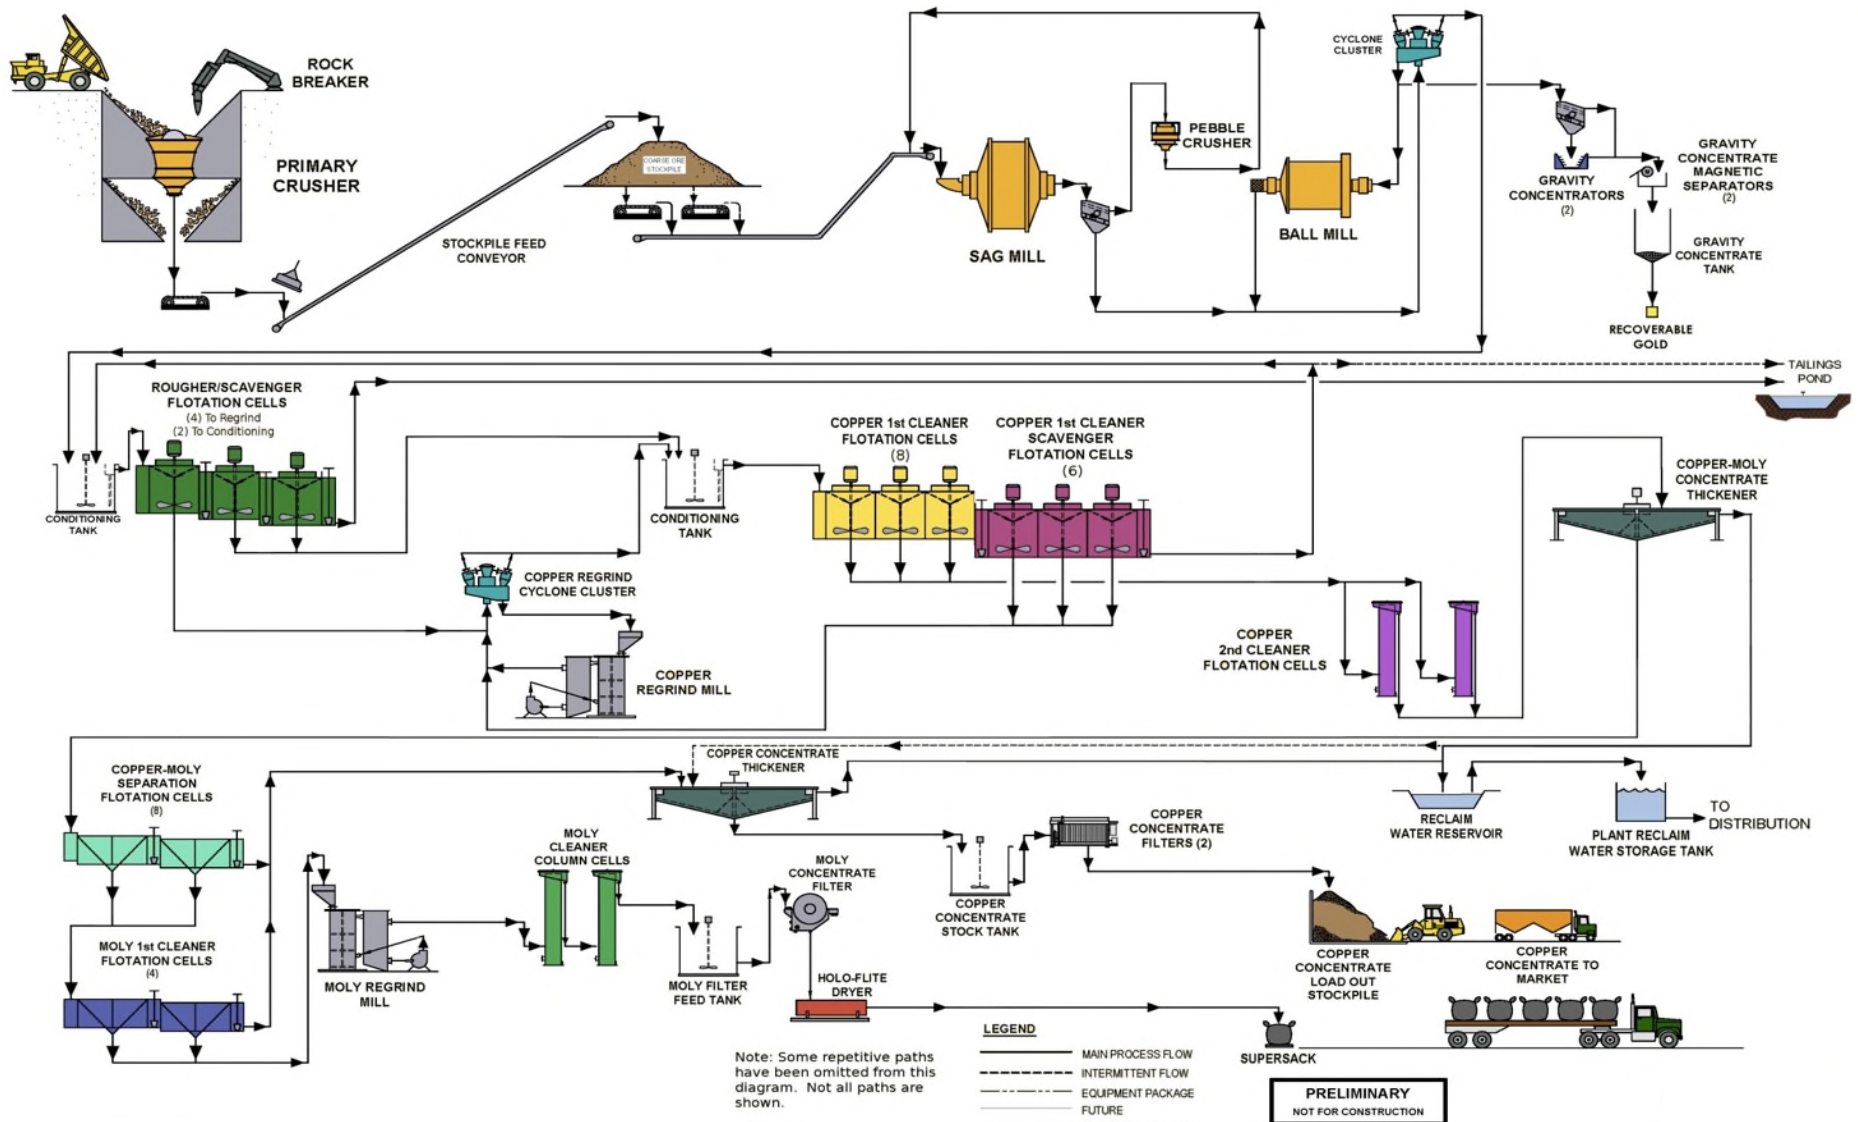 ROCK
BREAKER
PRIMARY
CRUSHER
STOCKPILE FEED
CONVEYOR
COARSE ORE
STOCKPILE
SAG MILL
PEBBLE
CRUSHER
BALL MILL
CYCLONE
CLUSTER
GRAVITY
CONCENTRATORS
(2)
GRAVITY
CONCENTRATE
MAGNETIC
SEPARATORS
(2)
GRAVITY
CONCENTRATE
TANK
RECOVERABLE
GOLD
TAILINGS
POND
ROUGHER/SCAVENGER
FLOTATION CELLS
(4) To Regrind
(2) To Conditioning
CONDITIONING
TANK
CONDITIONING
TANK
COPPER 1st CLEANER
FLOTATION CELLS
(8)
COPPER 1st CLEANER
SCAVENGER
FLOTATION CELLS
(6)
COPPER-MOLY
CONCENTRATE
THICKENER
COPPER REGRIND
CYCLONE CLUSTER
COPPER
REGRIND MILL
COPPER
2nd CLEANER
FLOTATION CELLS
COPPER-MOLY
SEPARATION
FLOTATION CELLS
(8)
COPPER CONCENTRATE
THICKENER
RECLAIM
WATER RESERVOIR
PLANT RECLAIM
WATER STORAGE TANK
TO
DISTRIBUTION
MOLY
CLEANER
COLUMN CELLS
MOLY
CONCENTRATE
FILTER
COPPER
CONCENTRATE
FILTERS (2)
COPPER
CONCENTRATE
STOCK TANK
MOLY 1st CLEANER
FLOTATION CELLS
(4)
MOLY REGRIND
MILL
MOLY FILTER
FEED TANK
HOLO-FLITE
DRYER
COPPER
CONCENTRATE
LOAD OUT
STOCKPILE
COPPER
CONCENTRATE TO
MARKET
SUPERSACK
Note: Some repetitive paths
have been omitted from this
diagram. Not all paths are
shown.
LEGEND
MAIN PROCESS FLOW
INTERMITTENT FLOW
EQUIPMENT PACKAGE
FUTURE
PRELIMINARY
NOT FOR CONSTRUCTION